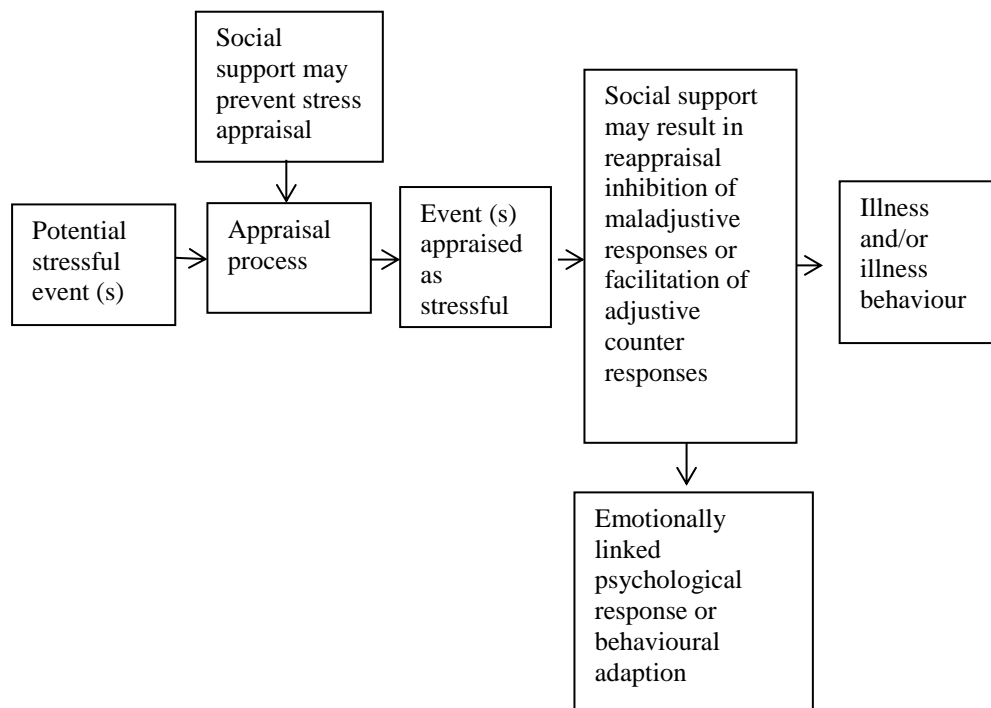 Social
support may
prevent stress
appraisal
Potential
stressful
event (s)
Appraisal
process
Event (s)
appraised
as
stressful
Social support
may result in
reappraisal
inhibition of
maladjustive
responses or
facilitation of
adjustive
counter
responses
Illness
and/or
illness
behaviour
Emotionally
linked
psychological
response or
behavioural
adaption